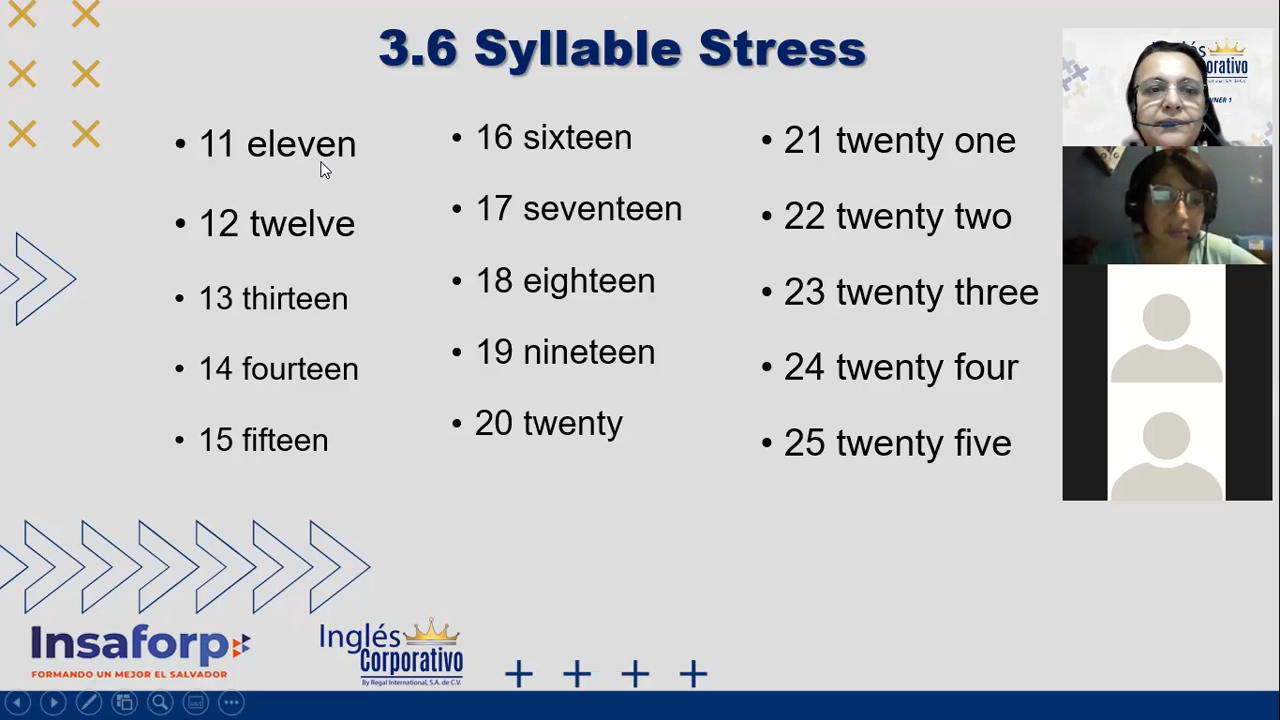 3.6 Syllable Stress
• 11 eleven
• 12 twelve
• 13 thirteen
• 14 fourteen
• 15 fifteen
• 16 sixteen
• 17 seventeen
• 18 eighteen
• 19 nineteen
• 20 twenty
• 21 twenty one
• 22 twenty two
• 23 twenty three
• 24 twenty four
• 25 twenty five
Insaforp
FORMANDO UN MEJOR EL SALVADOR
Inglés
Corporativo
By Regal International, S.A. de C.V.
Inglés
orativo